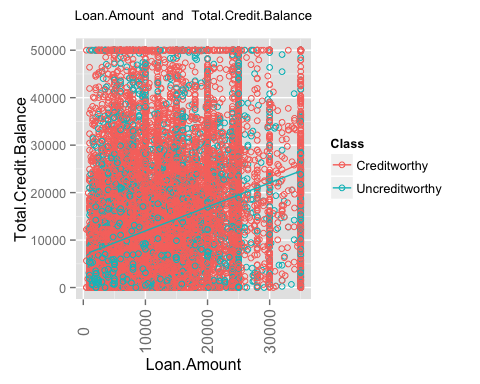 Loan.Amount and Total.Credit.Balance
Total.Credit.Balance
50000
40000
30000
20000
10000
0
0
10000
20000
30000
Loan.Amount
Class
Creditworthy
Uncreditworthy